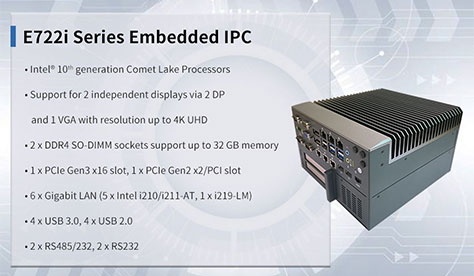 E722i Series Embedded IPC
• Intel® 10th generation Comet Lake Processors
• Support for 2 independent displays via 2 DP
and 1 VGA with resolution up to 4K UHD
• 2 x DDR4 SO-DIMM sockets support up to 32 GB memory
• 1 x PCIe Gen3 x16 slot, 1 x PCIe Gen2 x2/PCI slot
• 6 x Gigabit LAN (5 x Intel i210/i211-AT, 1 x i219-LM)
• 4 x USB 3.0, 4 x USB 2.0
• 2 x RS485/232, 2 x RS232